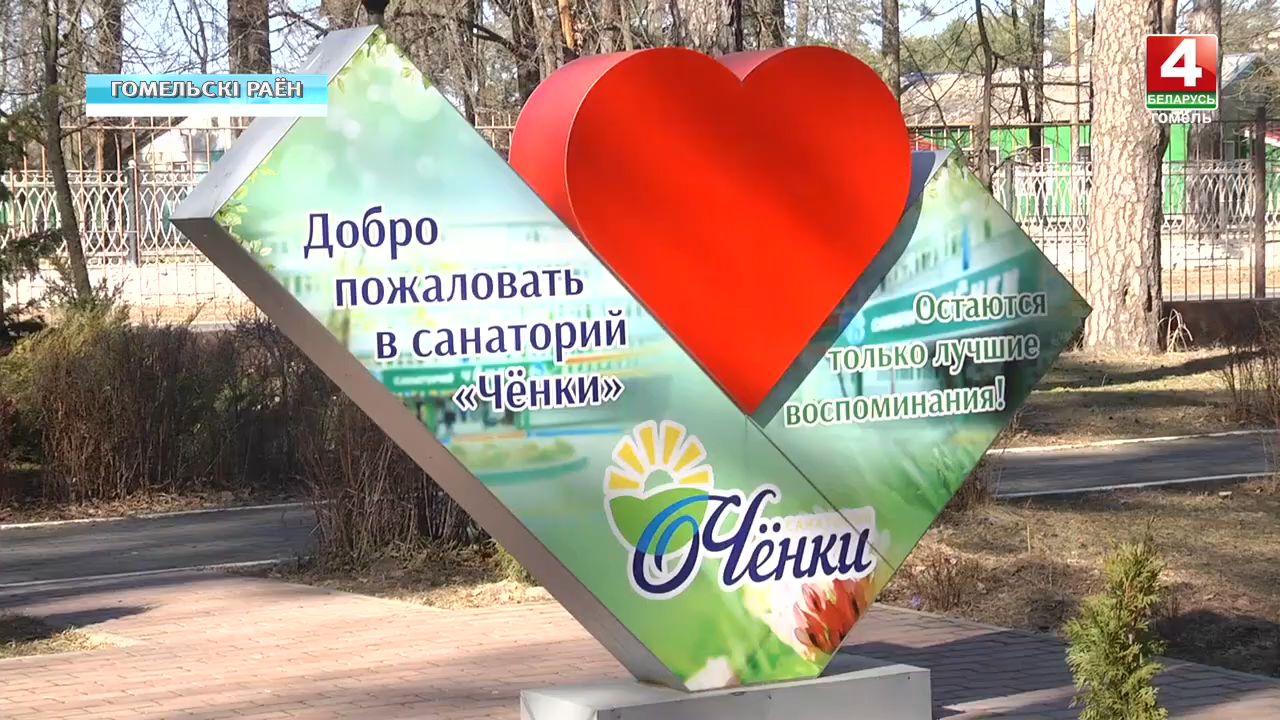 ГОМЕЛЬСКІ РАЁН
4
БЕЛАРУСЬ
ГОМЕЛЬ
Добро
пожаловать
в санаторий
«Чёнки»
Остаются
только лучшие
воспоминания!
САНАТОРИЙ
Чёнки